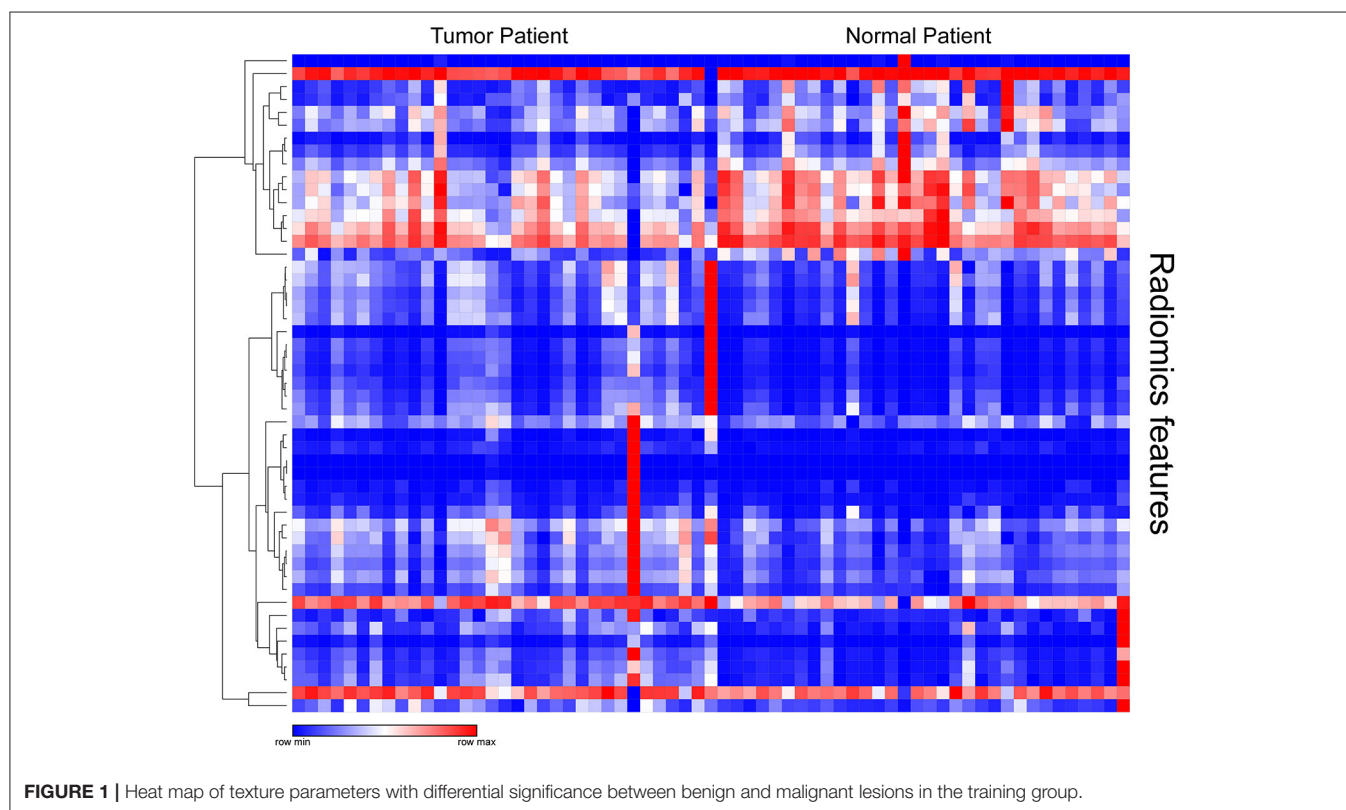 Tumor Patient Normal Patient
Radiomics features
row min row max
FIGURE 1 | Heat map of texture parameters with differential significance between benign and malignant lesions in the training group.